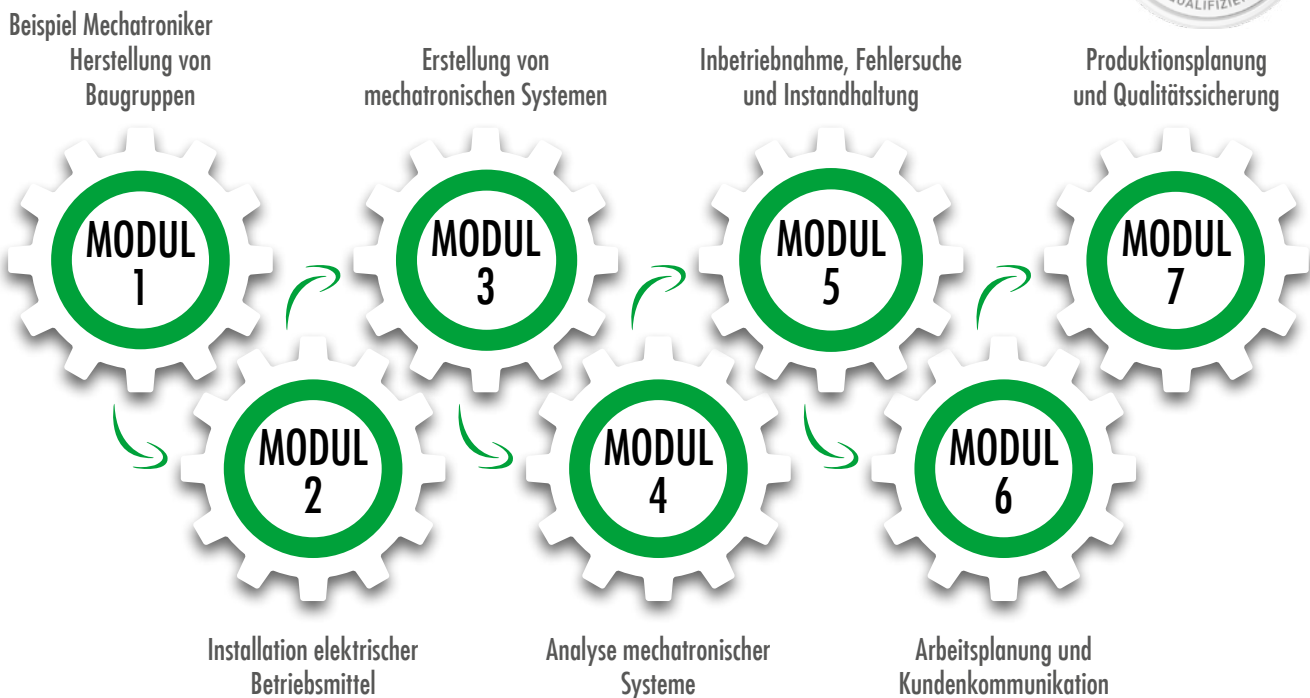 Beispiel Mechatroniker
Herstellung von
Baugruppen
MODUL
1
Installation elektrischer
Betriebsmittel
MODUL
2
Erstellung von
mechatronischen Systemen
MODUL
3
Analyse mechatronischer
Systeme
MODUL
4
Inbetriebnahme, Fehlersuche
und Instandhaltung
MODUL
5
Arbeitsplanung und
Kundenkommunikation
MODUL
6
Produktionsplanung
und Qualitätssicherung
MODUL
7